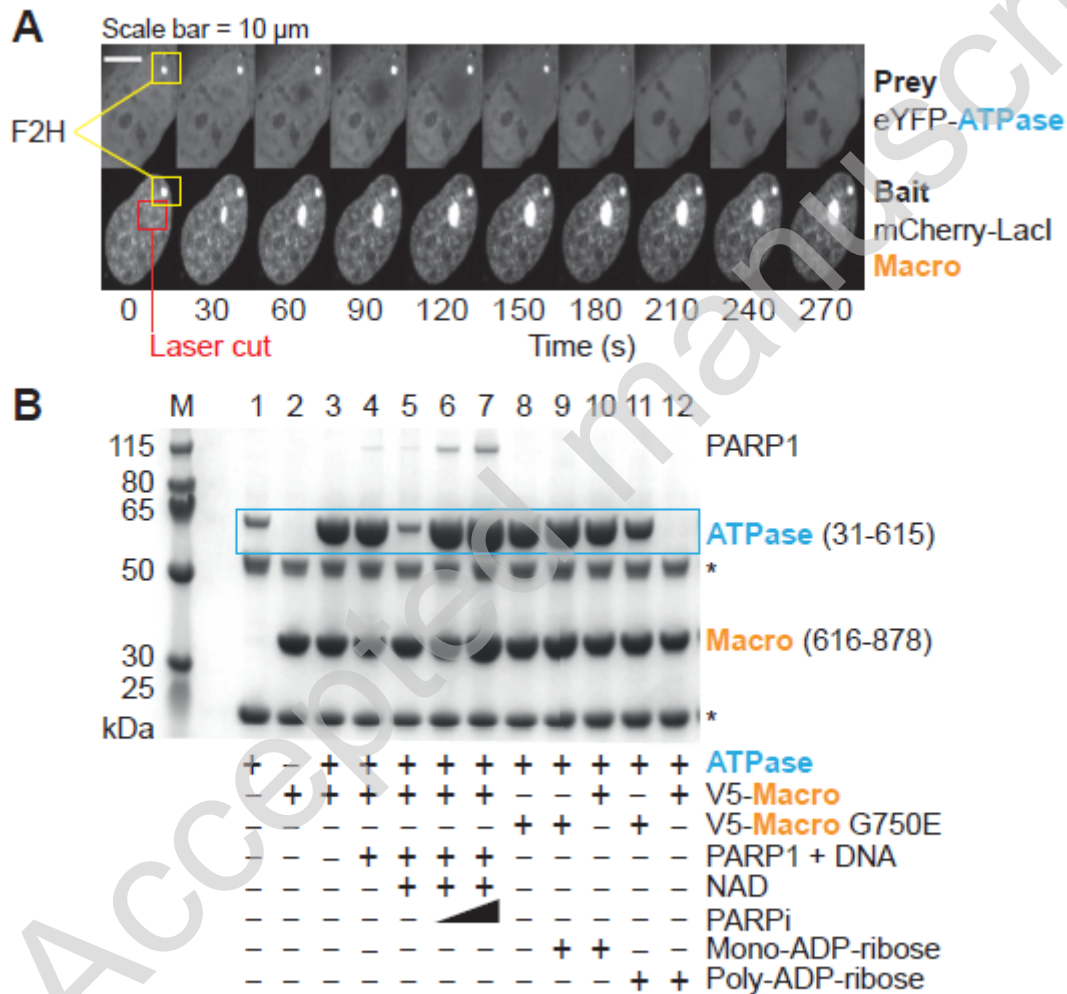 A
Scale bar = 10 µm
F2H
Prey
eYFP-ATPase
Bait
mCherry-LacI
Macro
0 30 60 90 120 150 180 210 240 270
Laser cut Time (s)
B
M 1 2 3 4 5 6 7 8 9 10 11 12
115 PARP1
80
65
ATPase (31-615)
50 *
30 Macro (616-878)
25
kDa *
+ – + + + + + + + + + + ATPase
– + + + + + + – – + – + V5-Macro
– – – – – – – + + – + – V5-Macro G750E
– – – + + + + – – – – – PARP1 + DNA
– – – – + + + – – – – – NAD
– – – – – – – – – – PARPi
– – – – – – – – + + – – Mono-ADP-ribose
– – – – – – – – – – + + Poly-ADP-ribose
Accepted manuscr